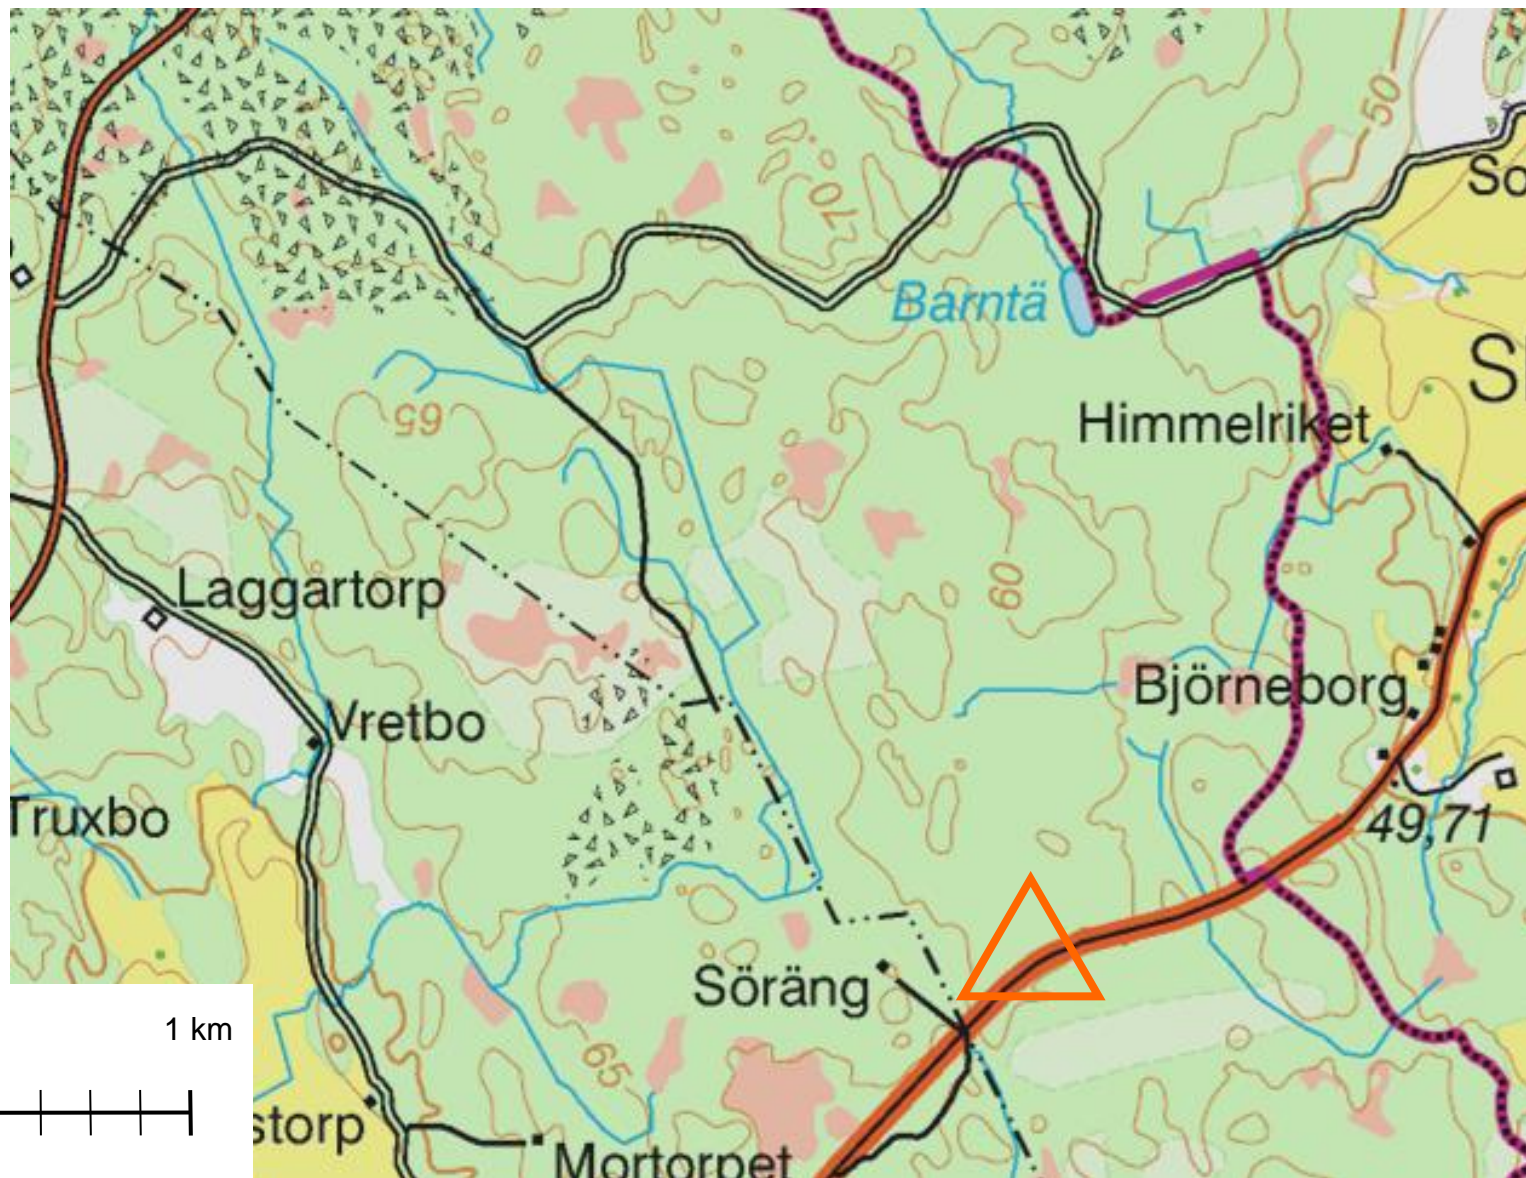 50
So
70
Barntä
S
65
Himmelriket
60
Laggartorp
Björneborg
Vretbo
Truxbo
49,71
Söräng
1 km
65
storp
Mortorpet